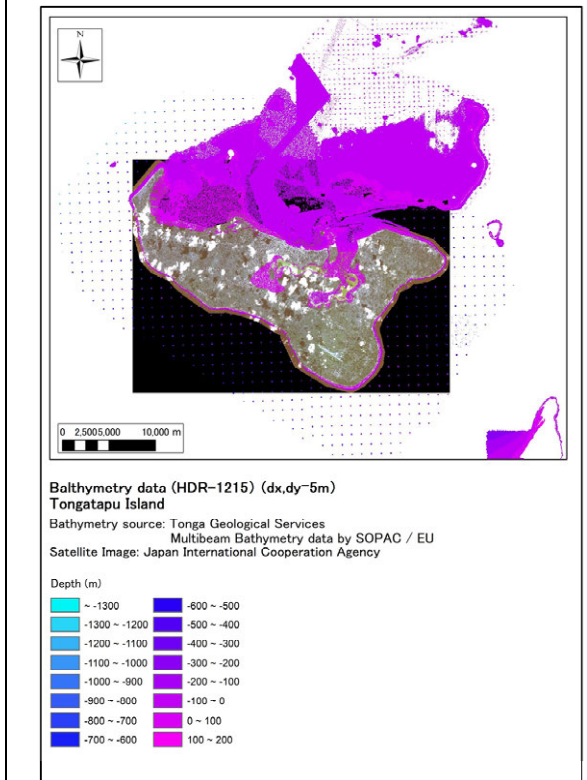 N
0 2,5005,000 10,000 m
Balthymetry data (HDR-1215) (dx,dy-5m)
Tongatapu Island
Bathymetry source: Tonga Geological Services
Multibeam Bathymetry data by SOPAC / EU
Satellite Image: Japan International Cooperation Agency
Depth (m)
~ -1300
-1300 ~ -1200
-1200 ~ -1100
-1100 ~ -1000
-1000 ~ -900
-900 ~ -800
-800 ~ -700
-700 ~ -600
-600 ~ -500
-500 ~ -400
-400 ~ -300
-300 ~ -200
-200 ~ -100
-100 ~ 0
0 ~ 100
100 ~ 200